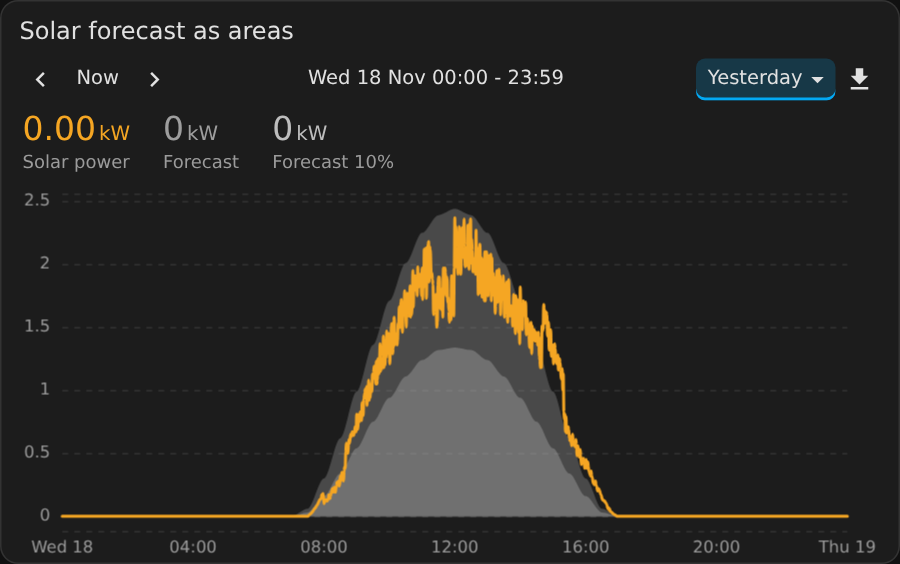 Solar forecast as areas
Now
Wed 18 Nov 00:00 - 23:59
Yesterday
0.00 kW
0 kW
0 kW
Solar power
Forecast
Forecast 10%
2.5
2
1.5
1
0.5
0
Wed 18
04:00
08:00
12:00
16:00
20:00
Thu 19